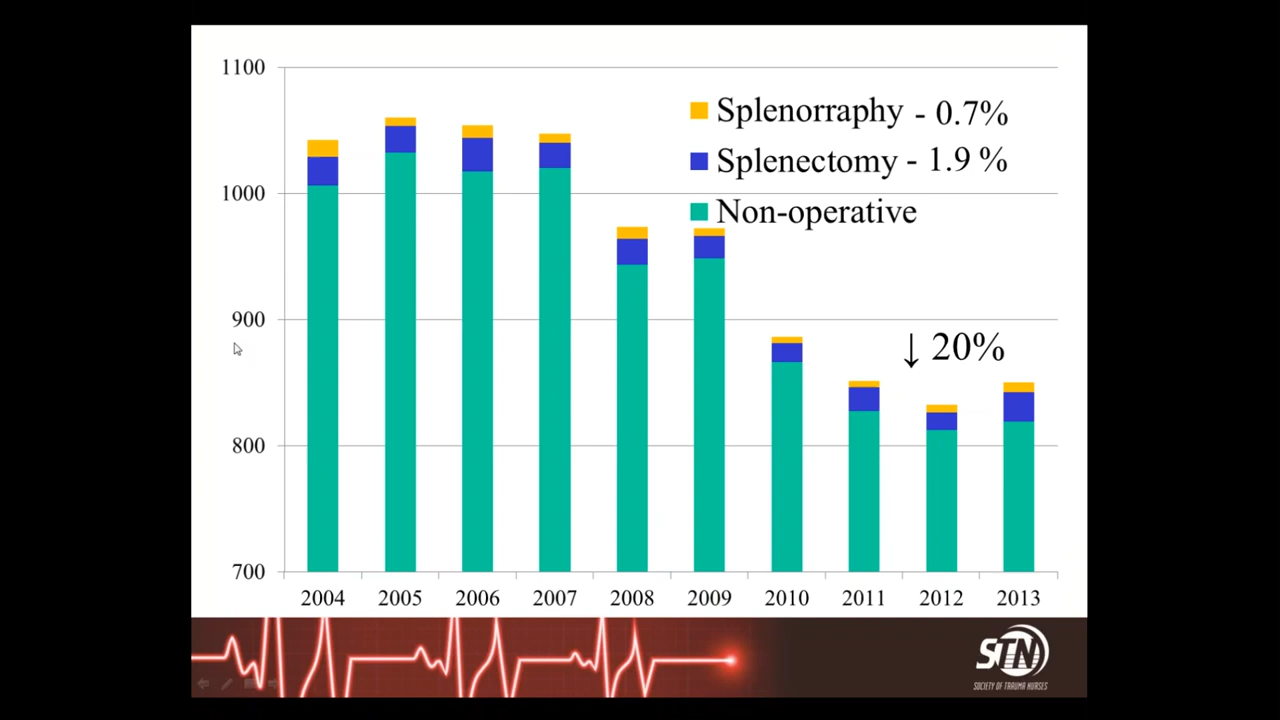 1100
1000
900
800
700
Splenorraphy - 0.7%
Splenectomy - 1.9 %
Non-operative
↓ 20%
2004 2005 2006 2007 2008 2009 2010 2011 2012 2013
STN
SOCIETY OF TRAUMA NURSES